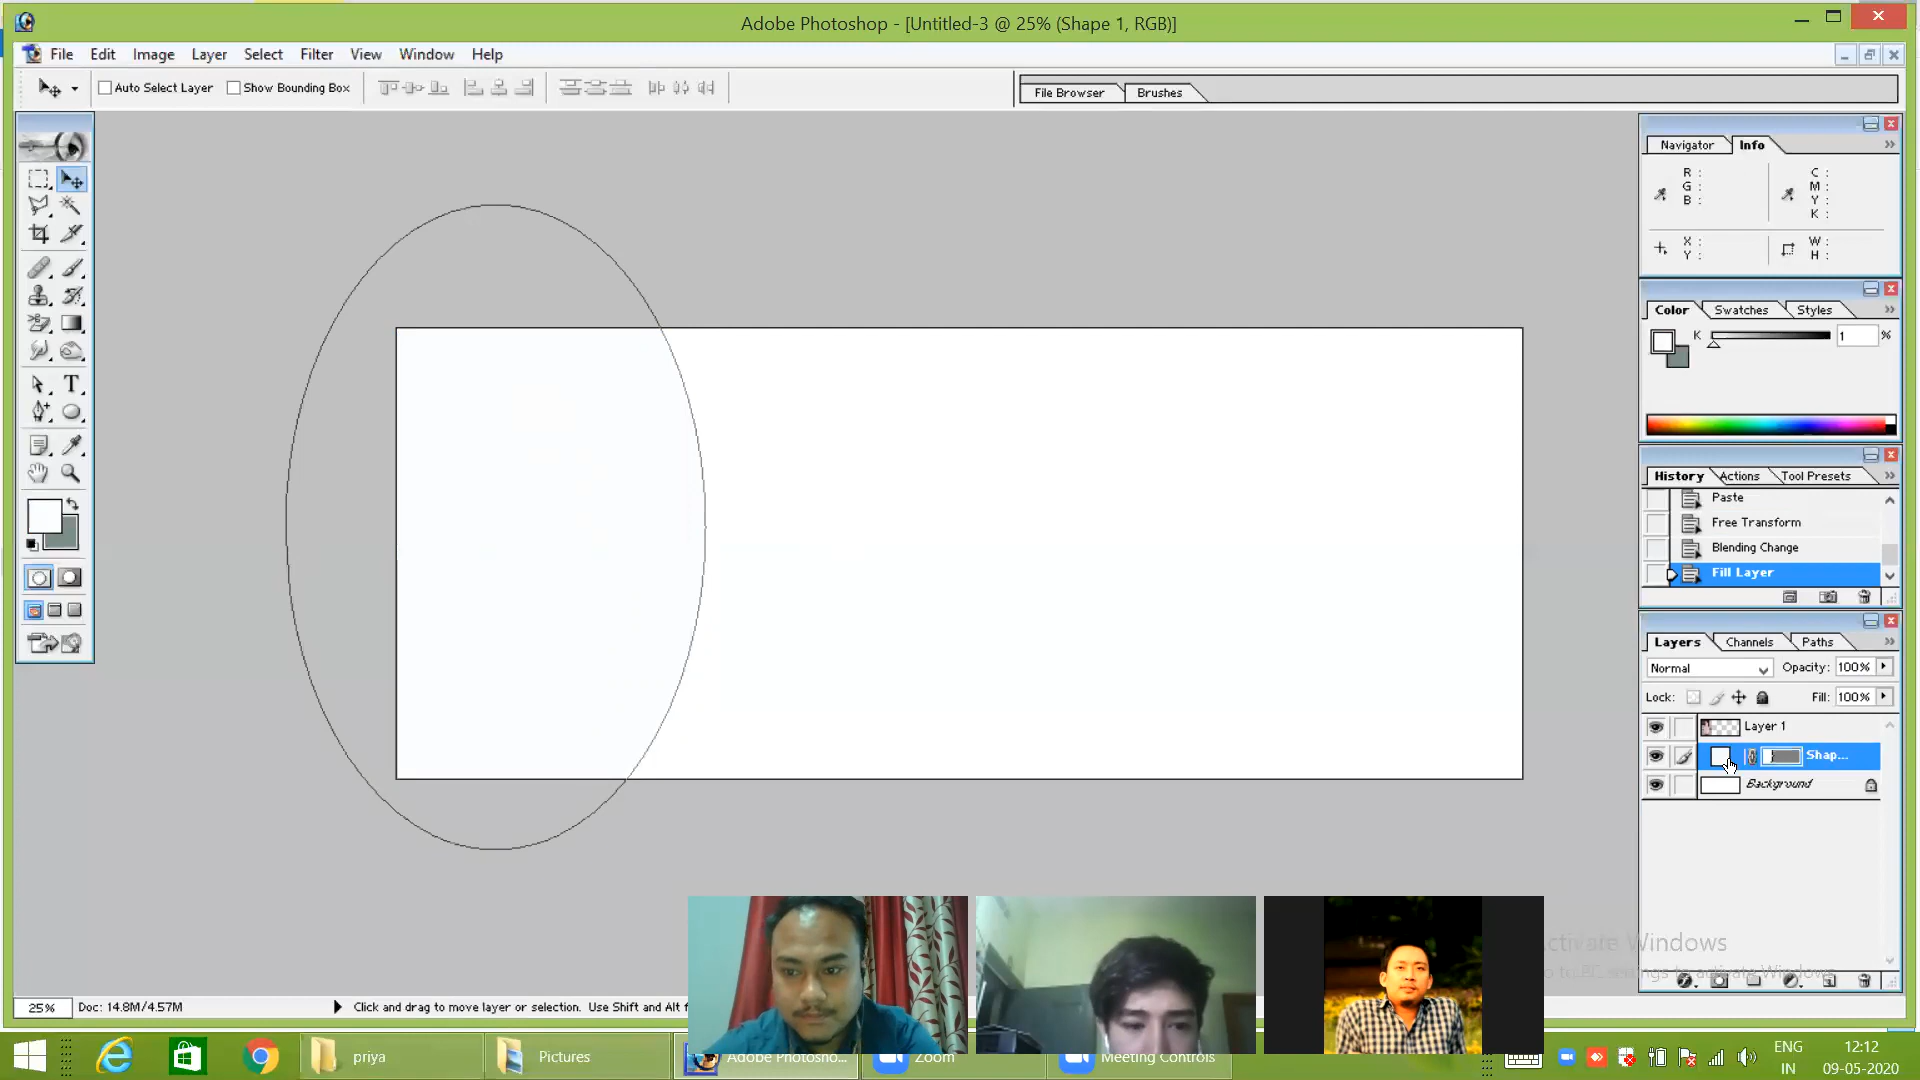 Adobe Photoshop - [Untitled-3 @ 25% (Shape 1, RGB)]
File Edit Image Layer Select Filter View Window Help
Auto Select Layer Show Bounding Box
File Browser Brushes
Navigator Info
R : C :
G : M :
B : Y :
K :
X : W :
Y : H :
Color Swatches Styles
K 1 %
History Actions Tool Presets
Paste
Free Transform
Blending Change
Fill Layer
Layers Channels Paths
Normal Opacity: 100%
Lock: Fill: 100%
Layer 1
Shap...
Background
T
Activate Windows
25% Doc: 14.8M/4.57M Click and drag to move layer or selection. Use Shift and Alt f
priya Pictures Adobe Photosho... Zoom Meeting Controls
ENG 12:12
IN 09-05-2020